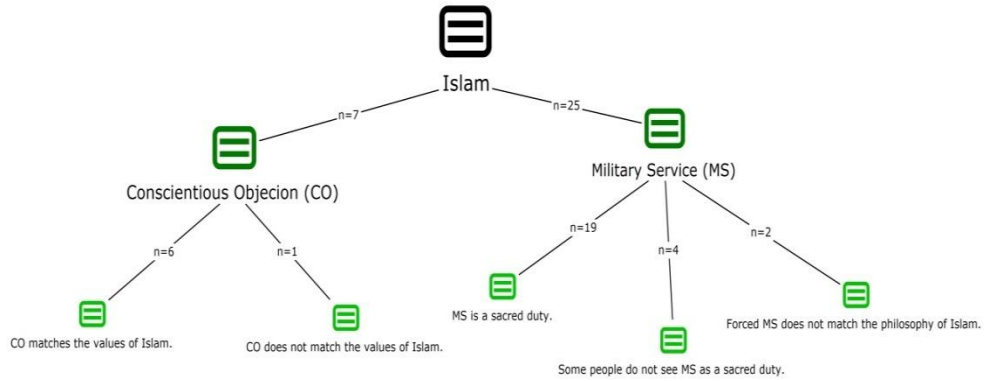 Islam
n=7
n=25
Conscientious Objecion (CO)
Military Service (MS)
n=6
n=1
n=19
n=4
n=2
CO matches the values of Islam.
CO does not match the values of Islam.
MS is a sacred duty.
Some people do not see MS as a sacred duty.
Forced MS does not match the philosophy of Islam.